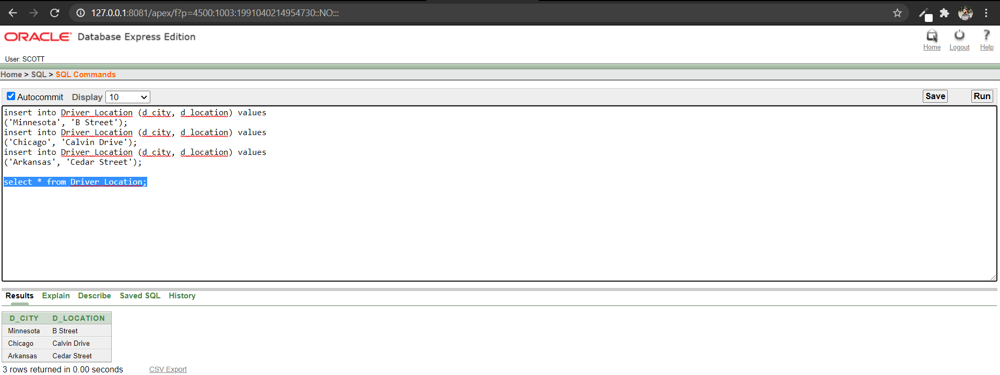 127.0.0.1:8081/apex/f?p=4500:1003:1991040214954730::NO:::
ORACLE Database Express Edition
Home Logout Help
User: SCOTT
Home > SQL > SQL Commands
Autocommit Display 10 Save Run
insert into Driver_Location (d_city, d_location) values
('Minnesota', 'B Street');
insert into Driver_Location (d_city, d_location) values
('Chicago', 'Calvin Drive');
insert into Driver_Location (d_city, d_location) values
('Arkansas', 'Cedar Street');
select * from Driver_Location;
Results Explain Describe Saved SQL History
D_CITY D_LOCATION
Minnesota B Street
Chicago Calvin Drive
Arkansas Cedar Street
3 rows returned in 0.00 seconds CSV Export